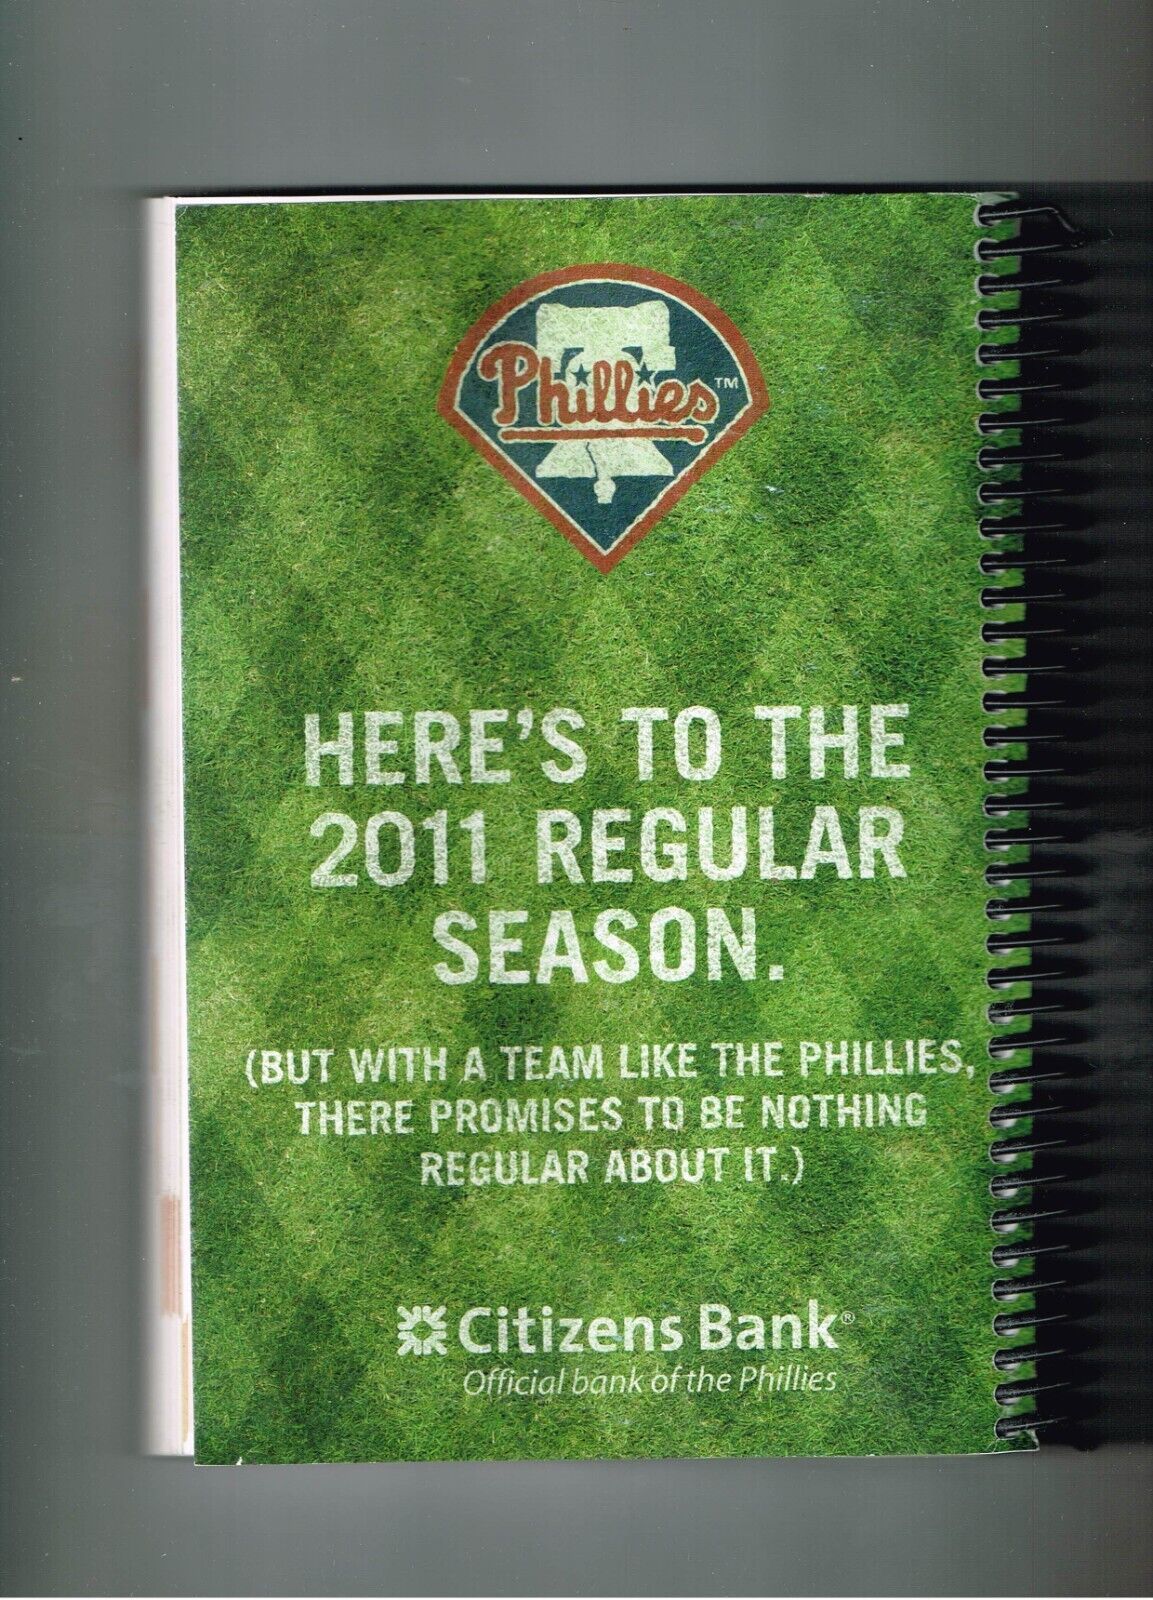 Phillies™
HERE'S TO THE
2011 REGULAR
SEASON.
(BUT WITH A TEAM LIKE THE PHILLIES,
THERE PROMISES TO BE NOTHING
REGULAR ABOUT IT.)
Citizens Bank®
Official bank of the Phillies